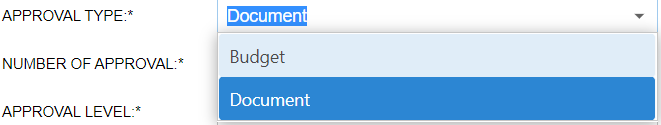 APPROVAL TYPE:*
Document
Budget
NUMBER OF APPROVAL:*
Document
APPROVAL LEVEL:*